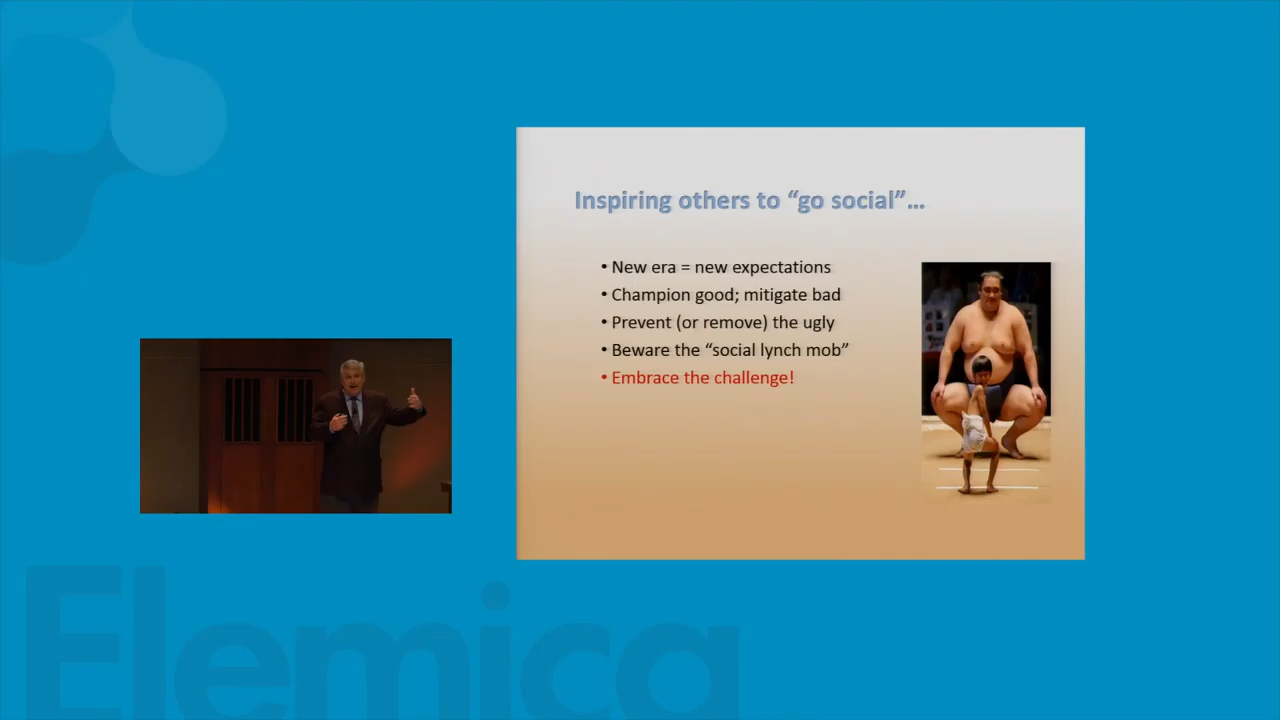 Inspiring others to “go social”…
• New era = new expectations
• Champion good; mitigate bad
• Prevent (or remove) the ugly
• Beware the “social lynch mob”
• Embrace the challenge!
Elemica